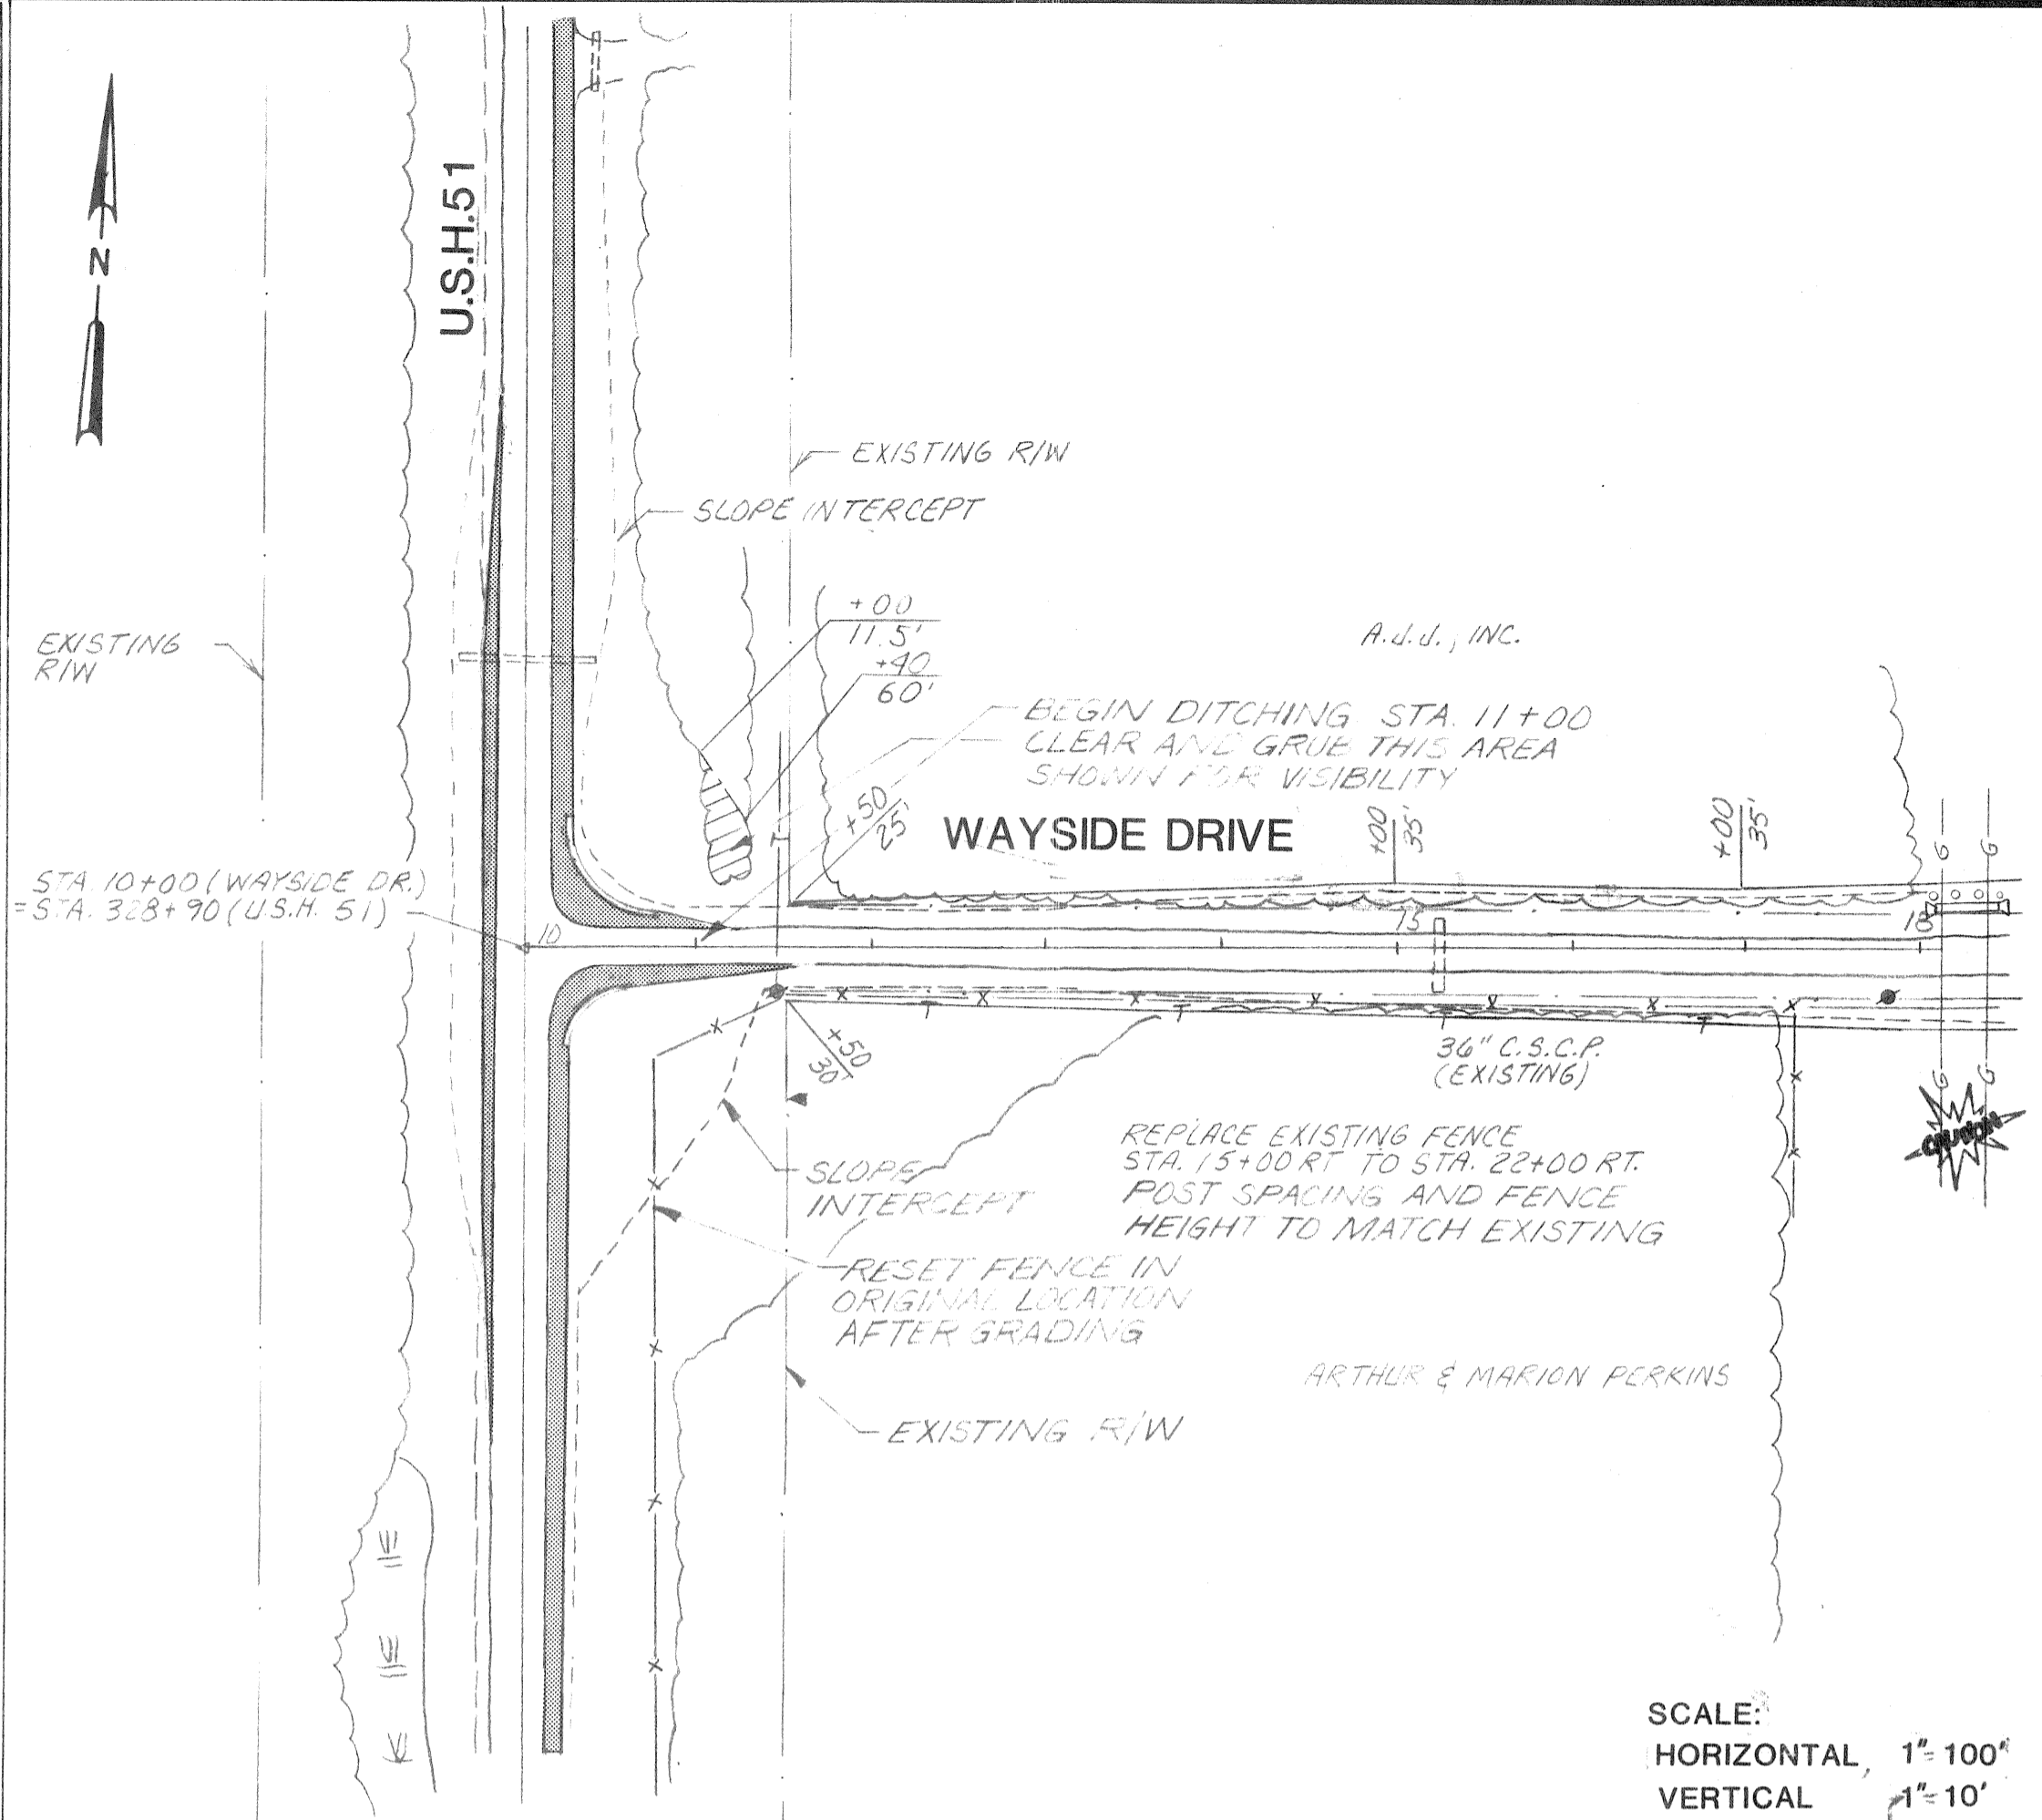 N
U.S.H.51
EXISTING R/W
SLOPE INTERCEPT
+00
11.5'
+40
60'
EXISTING
R/W
A.J.J., INC.
BEGIN DITCHING STA. 11+00
CLEAR AND GRUB THIS AREA
SHOWN FOR VISIBILITY
+50
25'
WAYSIDE DRIVE
+00
35'
+00
35'
G
G
STA. 10+00 (WAYSIDE DR.)
= STA. 328+90 (U.S.H. 51)
10
15
18
T
X
X
X
X
X
X
X
T
T
T
T
X
+50
30'
36" C.S.C.P.
(EXISTING)
G
G
X
CAUTION
X
REPLACE EXISTING FENCE
STA. 15+00 RT TO STA. 22+00 RT.
POST SPACING AND FENCE
HEIGHT TO MATCH EXISTING
SLOPE
INTERCEPT
X
RESET FENCE IN
ORIGINAL LOCATION
AFTER GRADING
X
ARTHUR & MARION PERKINS
EXISTING R/W
X
X
SCALE:
HORIZONTAL, 1"= 100'
VERTICAL 1"= 10'